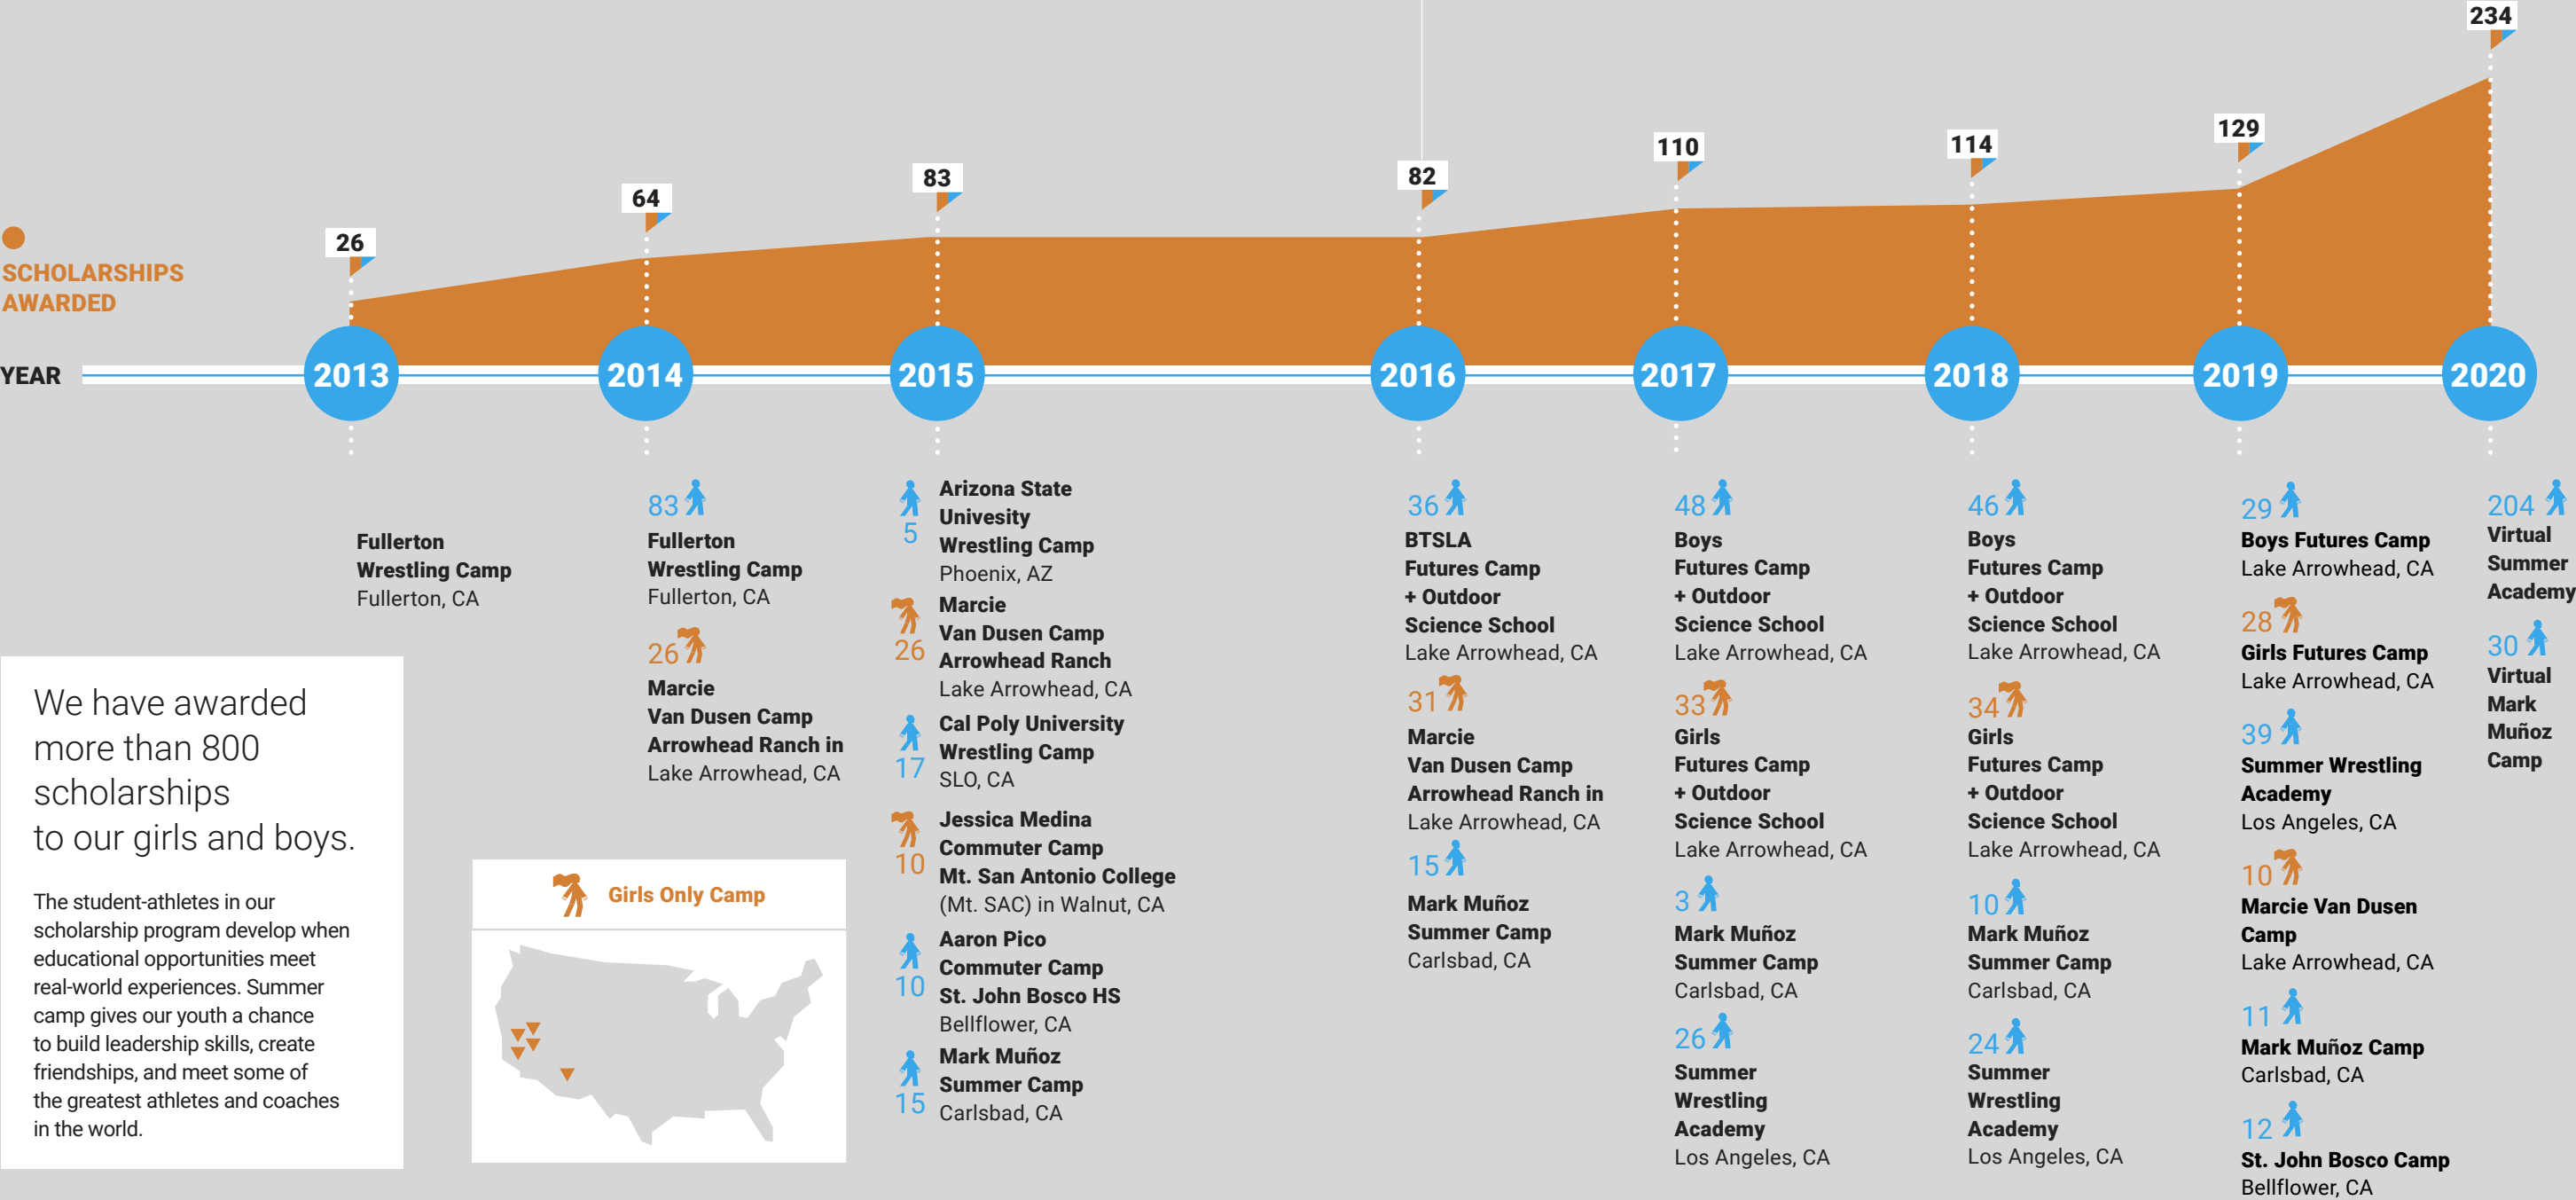 234
129
110
114
83
82
64
26
SCHOLARSHIPS
AWARDED
YEAR
2013
2014
2015
2016
2017
2018
2019
2020
Fullerton
Wrestling Camp
Fullerton, CA
83
Fullerton
Wrestling Camp
Fullerton, CA
26
Marcie
Van Dusen Camp
Arrowhead Ranch in
Lake Arrowhead, CA
5
Arizona State
Univesity
Wrestling Camp
Phoenix, AZ
26
Marcie
Van Dusen Camp
Arrowhead Ranch
Lake Arrowhead, CA
17
Cal Poly University
Wrestling Camp
SLO, CA
10
Jessica Medina
Commuter Camp
Mt. San Antonio College
(Mt. SAC) in Walnut, CA
10
Aaron Pico
Commuter Camp
St. John Bosco HS
Bellflower, CA
15
Mark Muñoz
Summer Camp
Carlsbad, CA
36
BTSLA
Futures Camp
+ Outdoor
Science School
Lake Arrowhead, CA
31
Marcie
Van Dusen Camp
Arrowhead Ranch in
Lake Arrowhead, CA
15
Mark Muñoz
Summer Camp
Carlsbad, CA
48
Boys
Futures Camp
+ Outdoor
Science School
Lake Arrowhead, CA
33
Girls
Futures Camp
+ Outdoor
Science School
Lake Arrowhead, CA
3
Mark Muñoz
Summer Camp
Carlsbad, CA
26
Summer
Wrestling
Academy
Los Angeles, CA
46
Boys
Futures Camp
+ Outdoor
Science School
Lake Arrowhead, CA
34
Girls
Futures Camp
+ Outdoor
Science School
Lake Arrowhead, CA
10
Mark Muñoz
Summer Camp
Carlsbad, CA
24
Summer
Wrestling
Academy
Los Angeles, CA
29
Boys Futures Camp
Lake Arrowhead, CA
28
Girls Futures Camp
Lake Arrowhead, CA
39
Summer Wrestling
Academy
Los Angeles, CA
10
Marcie Van Dusen
Camp
Lake Arrowhead, CA
11
Mark Muñoz Camp
Carlsbad, CA
12
St. John Bosco Camp
Bellflower, CA
204
Virtual
Summer
Academy
30
Virtual
Mark
Muñoz
Camp
We have awarded
more than 800
scholarships
to our girls and boys.
The student-athletes in our
scholarship program develop when
educational opportunities meet
real-world experiences. Summer
camp gives our youth a chance
to build leadership skills, create
friendships, and meet some of
the greatest athletes and coaches
in the world.
Girls Only Camp